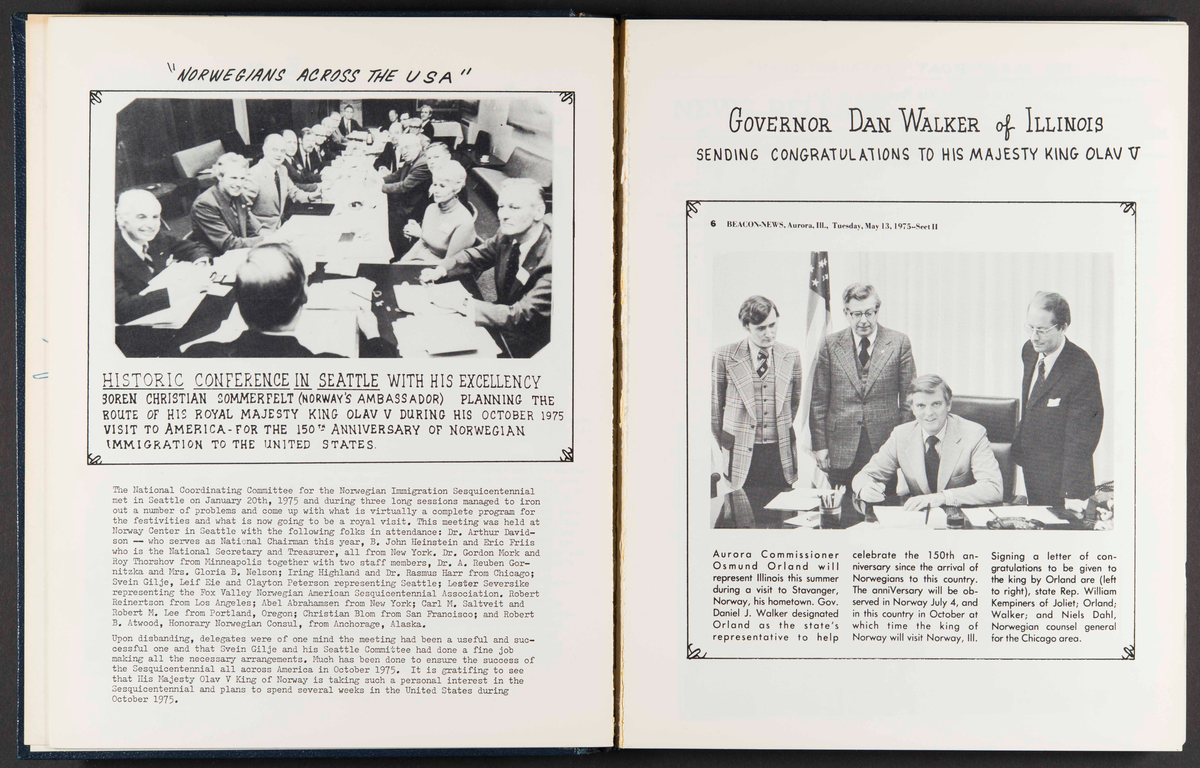 "NORWEGIANS ACROSS THE USA"
HISTORIC CONFERENCE IN SEATTLE WITH HIS EXCELLENCY
SOREN CHRISTIAN SOMMERFELT (NORWAY'S AMBASSADOR) PLANNING THE
ROUTE OF HIS ROYAL MAJESTY KING OLAV V DURING HIS OCTOBER 1975
VISIT TO AMERICA-FOR THE 150TH ANNIVERSARY OF NORWEGIAN
IMMIGRATION TO THE UNITED STATES.
The National Coordinating Committee for the Norwegian Immigration Sesquicentennial
met in Seattle on January 20th, 1975 and during three long sessions managed to iron
out a number of problems and come up with what is virtually a complete program for
the festivities and what is now going to be a royal visit. This meeting was held at
Norway Center in Seattle with the following folks in attendance: Dr. Arthur David-
son — who serves as National Chairman this year, B. John Heinstein and Eric Friis
who is the National Secretary and Treasurer, all from New York. Dr. Gordon Mork and
Roy Thorshov from Minneapolis together with two staff members, Dr. A. Reuben Gor-
nitzka and Mrs. Gloria B. Nelson; Iring Highland and Dr. Rasmus Harr from Chicago;
Svein Gilje, Leif Eie and Clayton Peterson representing Seattle; Lester Seversike
representing the Fox Valley Norwegian American Sesquicentennial Association. Robert
Reinertson from Los Angeles; Abel Abrahamsen from New York; Carl M. Saltveit and
Robert M. Lee from Portland, Oregon; Christian Blom from San Francisco; and Robert
B. Atwood, Honorary Norwegian Consul, from Anchorage, Alaska.
Upon disbanding, delegates were of one mind the meeting had been a useful and suc-
cessful one and that Svein Gilje and his Seattle Committee had done a fine job
making all the necessary arrangements. Much has been done to ensure the success of
the Sesquicentennial all across America in October 1975. It is gratifing to see
that His Majesty Olav V King of Norway is taking such a personal interest in the
Sesquicentennial and plans to spend several weeks in the United States during
October 1975.
GOVERNOR DAN WALKER of ILLINOIS
SENDING CONGRATULATIONS TO HIS MAJESTY KING OLAV V
6 BEACON-NEWS, Aurora, Ill., Tuesday, May 13, 1975–Sect II
Aurora Commissioner
Osmund Orland will
represent Illinois this summer
during a visit to Stavanger,
Norway, his hometown. Gov.
Daniel J. Walker designated
Orland as the state's
representative to help
celebrate the 150th an-
niversary since the arrival of
Norwegians to this country.
The anniVersary will be ob-
served in Norway July 4, and
in this country in October at
which time the king of
Norway will visit Norway, Ill.
Signing a letter of con-
gratulations to be given to
the king by Orland are (left
to right), state Rep. William
Kempiners of Joliet; Orland;
Walker; and Niels Dahl,
Norwegian counsel general
for the Chicago area.